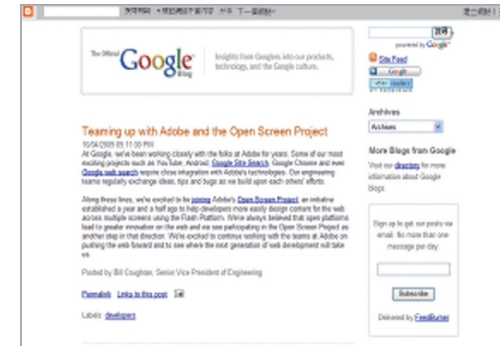 搜尋
powered by Google™
The Official Google Blog
Insights from Googlers into our products,
technology, and the Google culture.
Site Feed
Google
Archives
Archives
Teaming up with Adobe and the Open Screen Project
10/04/2009 09:11:00 PM
At Google, we've been working closely with the folks at Adobe for years. Some of our most
exciting projects such as YouTube, Android, Google Site Search, Google Chrome and even
Google web search require close integration with Adobe's technologies. Our engineering
teams regularly exchange ideas, tips and bugs as we build upon each others' efforts.
Along these lines, we're excited to be joining Adobe's Open Screen Project, an initiative
established a year and a half ago to help developers more easily design content for the web
across multiple screens using the Flash Platform. We've always believed that open platforms
lead to greater innovation on the web and we see participating in the Open Screen Project as
another step in that direction. We're excited to continue working with the teams at Adobe on
pushing the web forward and to see where the next generation of web development will take
us.
Posted by Bill Coughran, Senior Vice President of Engineering
Permalink Links to this post
Labels: developers
More Blogs from Google
Visit our directory for more
information about Google
blogs.
Sign up to get our posts via
email. No more than one
message per day.
Subscribe
Delivered by FeedBurner